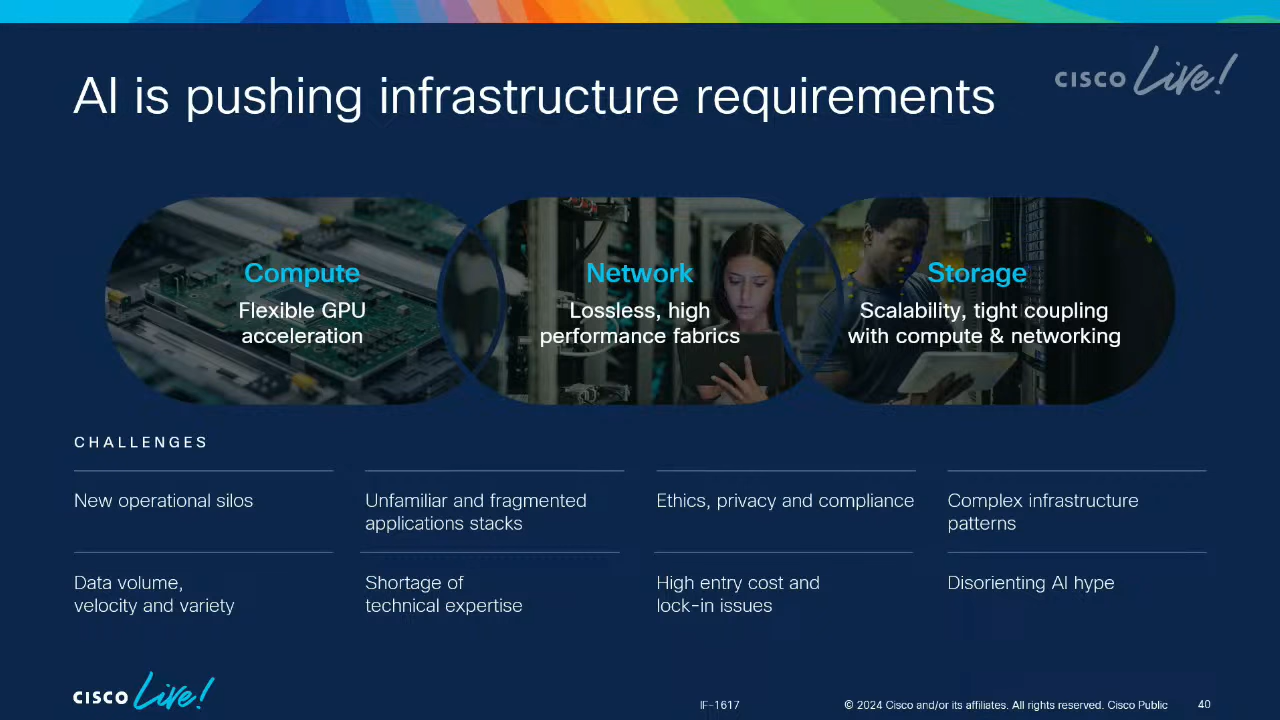 AI is pushing infrastructure requirements
CISCO Live!
Compute
Flexible GPU
acceleration
Network
Lossless, high
performance fabrics
Storage
Scalability, tight coupling
with compute & networking
CHALLENGES
New operational silos
Unfamiliar and fragmented
applications stacks
Ethics, privacy and compliance
Complex infrastructure
patterns
Data volume,
velocity and variety
Shortage of
technical expertise
High entry cost and
lock-in issues
Disorienting AI hype
CISCO Live!
IF-1617
© 2024 Cisco and/or its affiliates. All rights reserved. Cisco Public
40